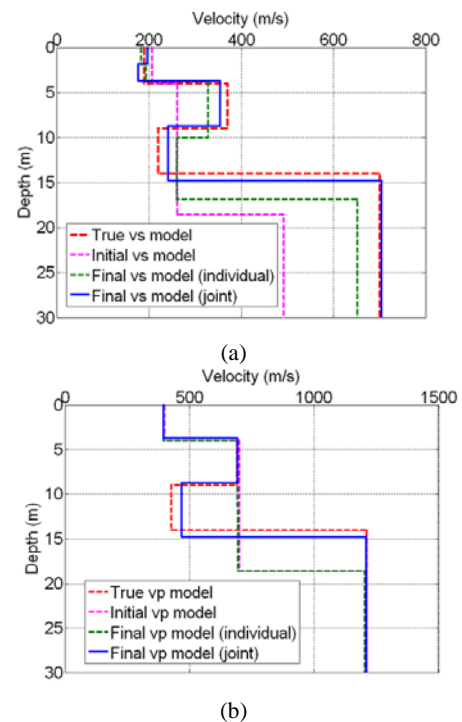 Velocity (m/s)
0 200 400 600 800
0
5
10
15
20
25
30
Depth (m)
True vs model
Initial vs model
Final vs model (individual)
Final vs model (joint)
(a)
Velocity (m/s)
0 500 1000 1500
0
5
10
15
20
25
30
Depth (m)
True vp model
Initial vp model
Final vp model (individual)
Final vp model (joint)
(b)